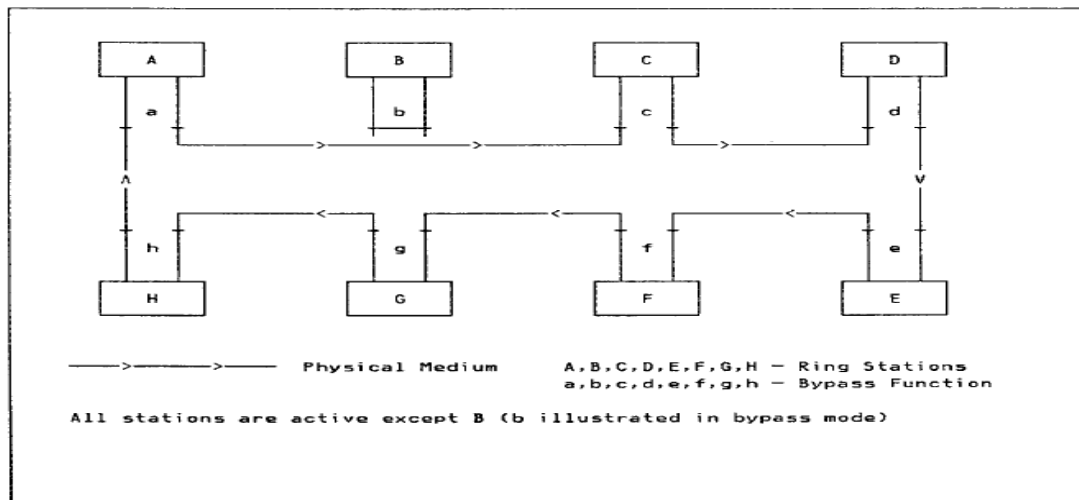 A B C D
a b c d
> > >
Λ V
< < <
h g f e
H G F E
——>————>—— Physical Medium A,B,C,D,E,F,G,H — Ring Stations
a,b,c,d,e,f,g,h — Bypass Function
All stations are active except B (b illustrated in bypass mode)